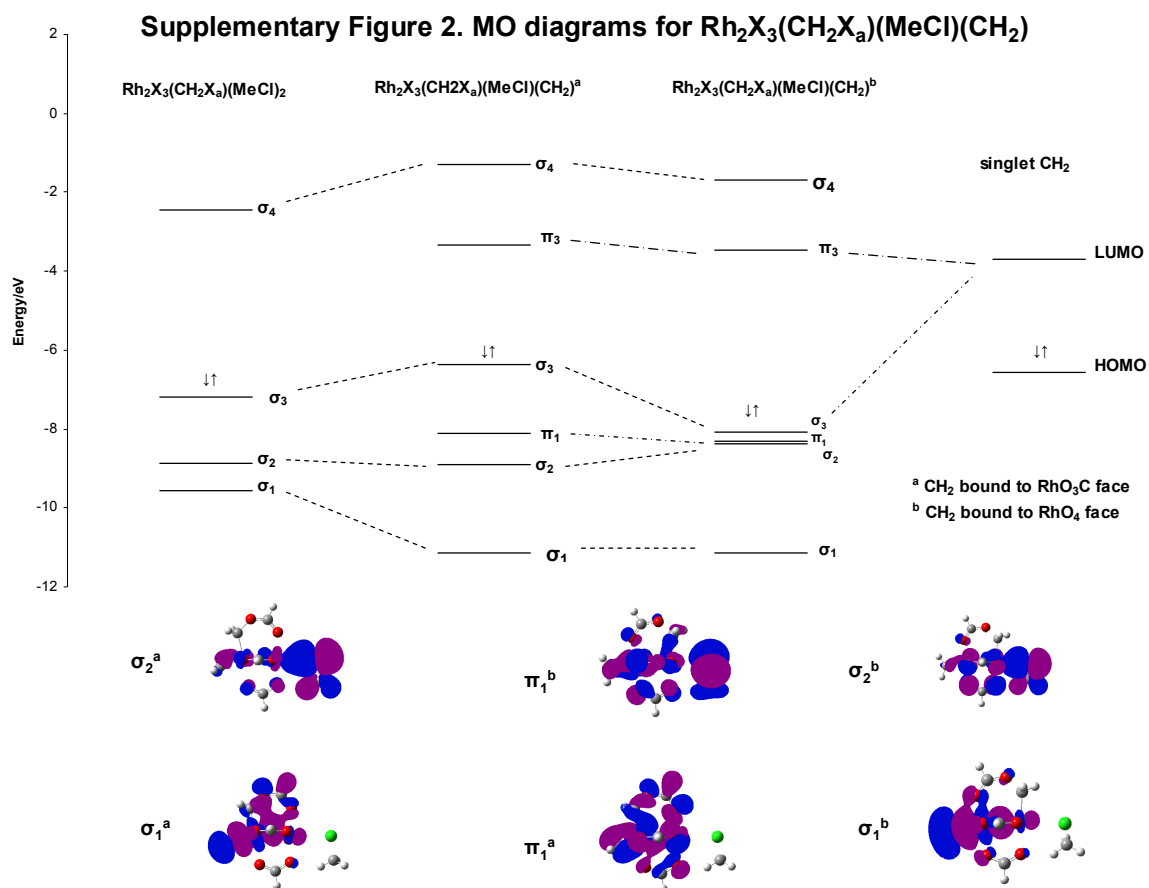 Supplementary Figure 2. MO diagrams for Rh₂X₃(CH₂Xₐ)(MeCl)(CH₂)
Rh₂X₃(CH₂Xₐ)(MeCl)₂
Rh₂X₃(CH2Xₐ)(MeCl)(CH₂)ᵃ
Rh₂X₃(CH₂Xₐ)(MeCl)(CH₂)ᵇ
singlet CH₂
Energy/eV
2
0
-2
-4
-6
-8
-10
-12
σ₄
↓↑
σ₃
σ₂
σ₁
σ₄
π₃
↓↑
σ₃
π₁
σ₂
σ₁
σ₄
π₃
↓↑
σ₃
π₁
σ₂
σ₁
LUMO
↓↑
HOMO
ᵃ CH₂ bound to RhO₃C face
ᵇ CH₂ bound to RhO₄ face
σ₂ᵃ
π₁ᵇ
σ₂ᵇ
σ₁ᵃ
π₁ᵃ
σ₁ᵇ